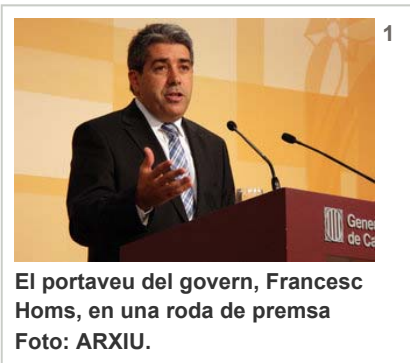 1
Gene
de Ca
El portaveu del govern, Francesc
Homs, en una roda de premsa
Foto: ARXIU.